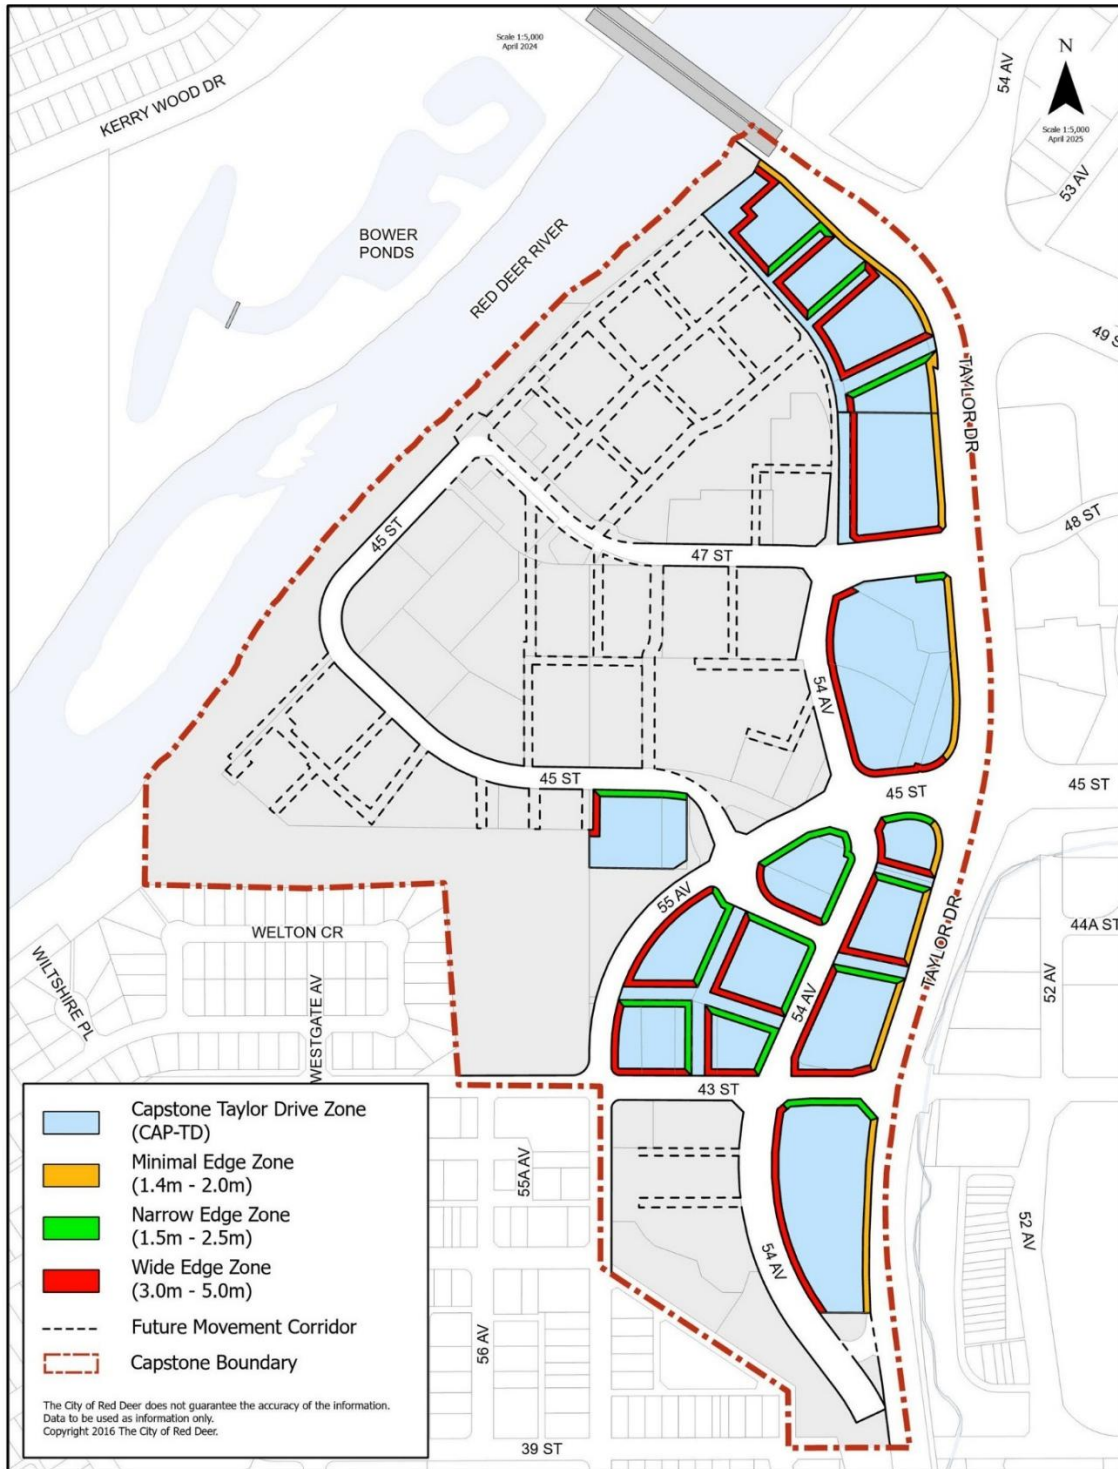 Scale 1:5,000
April 2024
N
Scale 1:5,000
April 2025
54 AV
53 AV
KERRY WOOD DR
BOWER
PONDS
RED DEER RIVER
49 S
TAYLOR DR
48 ST
45 ST
47 ST
54 AV
45 ST
45 ST
45 ST
55 AV
TAYLOR DR
44A ST
52 AV
WELTON CR
WILTSHIRE PL
WESTGATE AV
54 AV
43 ST
55A AV
52 AV
54 AV
56 AV
39 ST
Capstone Taylor Drive Zone
(CAP-TD)
Minimal Edge Zone
(1.4m - 2.0m)
Narrow Edge Zone
(1.5m - 2.5m)
Wide Edge Zone
(3.0m - 5.0m)
Future Movement Corridor
Capstone Boundary
The City of Red Deer does not guarantee the accuracy of the information.
Data to be used as information only.
Copyright 2016 The City of Red Deer.